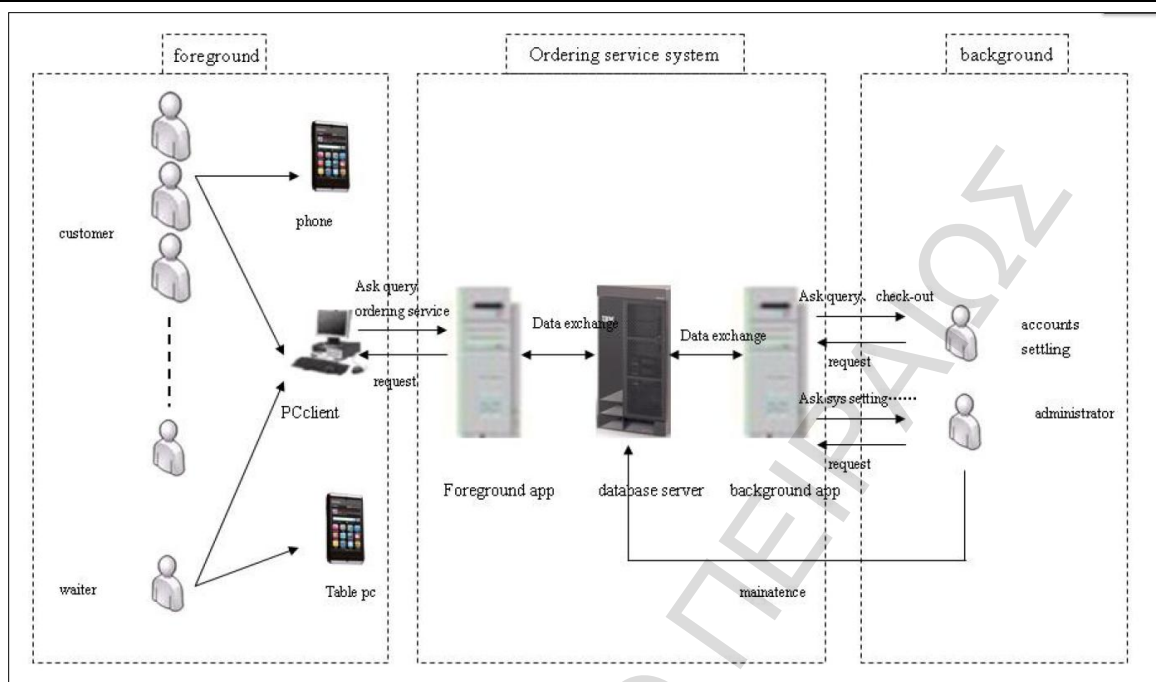 foreground
Ordering service system
background
customer
phone
Ask query
ordering service
request
PCclient
waiter
Table pc
Data exchange
Data exchange
Foreground app
database server
background app
Ask query、check-out
request
accounts
settling
Ask sys setting······
request
administrator
mainatence
ΠΕΙΡΑΙΩΣ